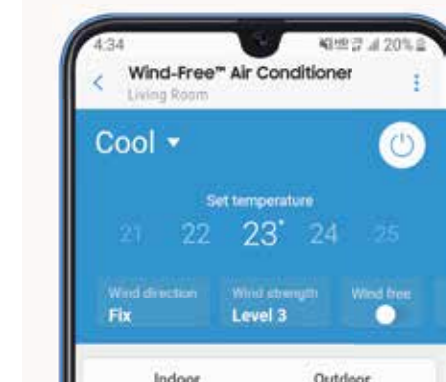 4:34
20%
Wind-Free™ Air Conditioner
Living Room
Cool
Set temperature
21 22 23° 24 25
Wind direction Wind strength Wind free
Fix Level 3
Indoor Outdoor